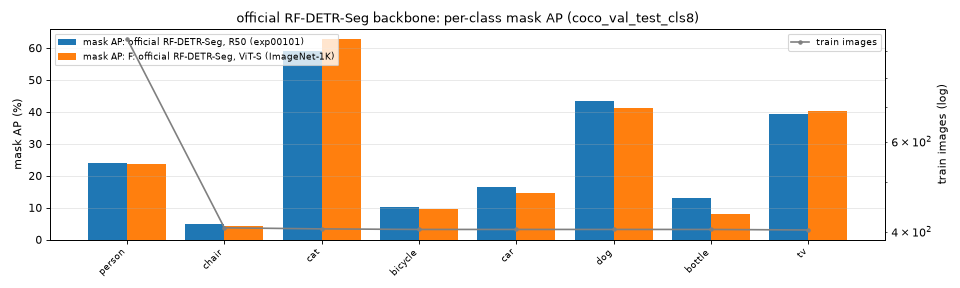 official RF-DETR-Seg backbone: per-class mask AP (coco_val_test_cls8)
mask AP: official RF-DETR-Seg, R50 (exp00101)
mask AP: F: official RF-DETR-Seg, ViT-S (ImageNet-1K)
train images
mask AP (%)
60
50
40
30
20
10
0
train images (log)
6 × 10²
4 × 10²
person
chair
cat
bicycle
car
dog
bottle
tv